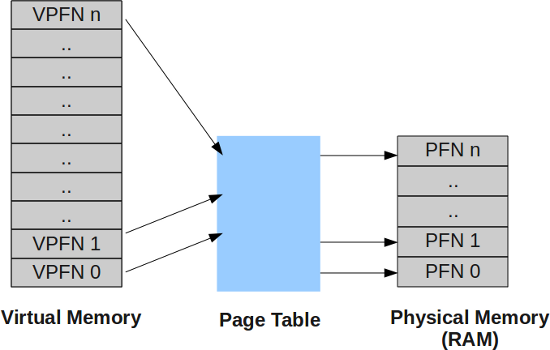 VPFN n
..
..
..
..
..
..
..
VPFN 1
VPFN 0
Virtual Memory
Page Table
PFN n
..
..
PFN 1
PFN 0
Physical Memory
(RAM)